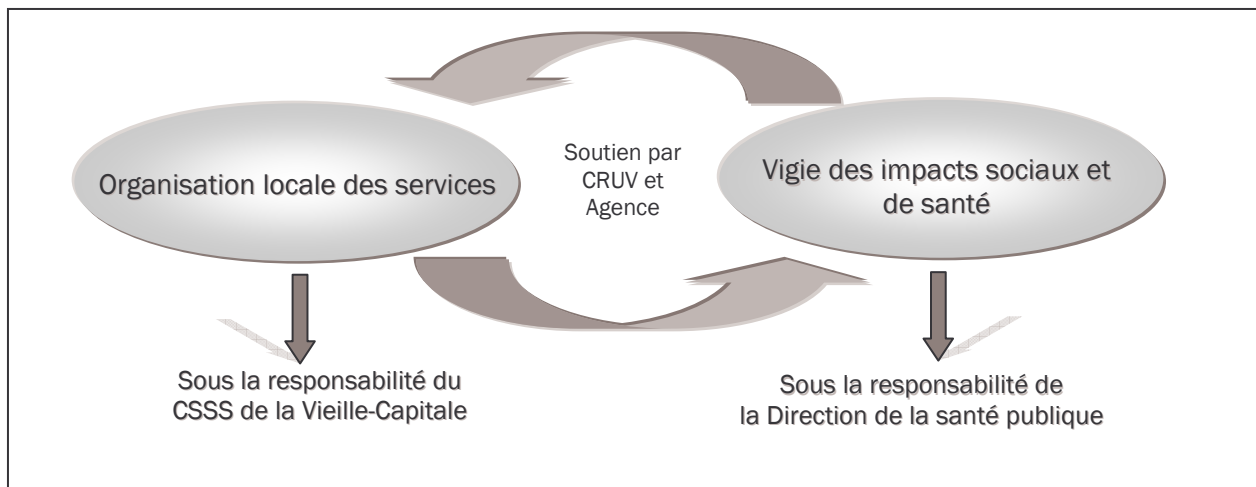 Organisation locale des services
Soutien par
CRUV et
Agence
Vigie des impacts sociaux et
de santé
Sous la responsabilité du
CSSS de la Vieille-Capitale
Sous la responsabilité de
la Direction de la santé publique